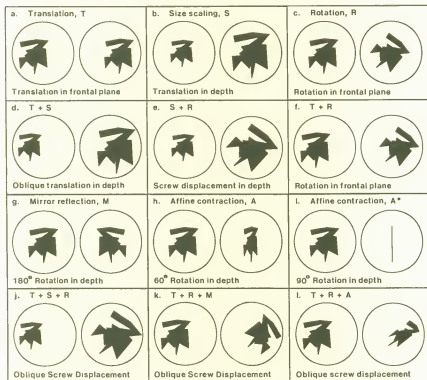 a. Translation, T
Translation in frontal plane
b. Size scaling, S
Translation in depth
c. Rotation, R
Rotation in frontal plane
d. T + S
Oblique translation in depth
e. S + R
Screw displacement in depth
f. T + R
Rotation in frontal plane
g. Mirror reflection, M
180° Rotation in depth
h. Affine contraction, A
60° Rotation in depth
I. Affine contraction, A*
90° Rotation in depth
j. T + S + R
Oblique Screw Displacement
k. T + R + M
Oblique Screw Displacement
l. T + R + A
Oblique screw displacement